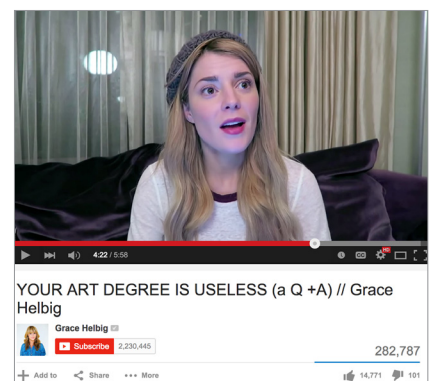 4:22 / 5:58
CC
HD
YOUR ART DEGREE IS USELESS (a Q +A) // Grace
Helbig
Grace Helbig
Subscribe 2,230,445
282,787
Add to Share More
14,771 101